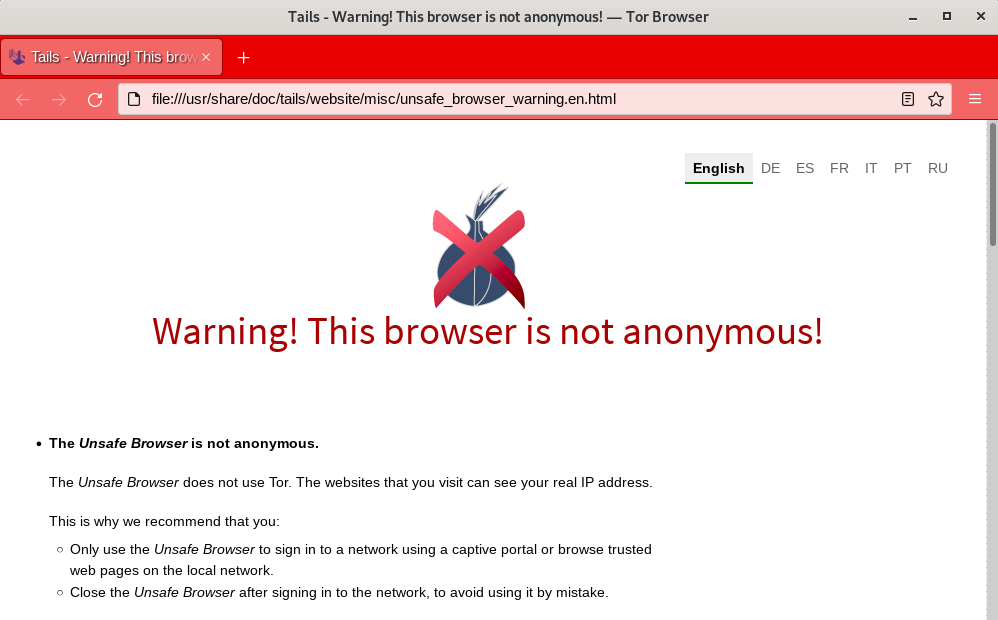 Tails - Warning! This browser is not anonymous! — Tor Browser
Tails - Warning! This brow
file:///usr/share/doc/tails/website/misc/unsafe_browser_warning.en.html
English DE ES FR IT PT RU
Warning! This browser is not anonymous!
• The Unsafe Browser is not anonymous.
The Unsafe Browser does not use Tor. The websites that you visit can see your real IP address.
This is why we recommend that you:
◦ Only use the Unsafe Browser to sign in to a network using a captive portal or browse trusted
web pages on the local network.
◦ Close the Unsafe Browser after signing in to the network, to avoid using it by mistake.